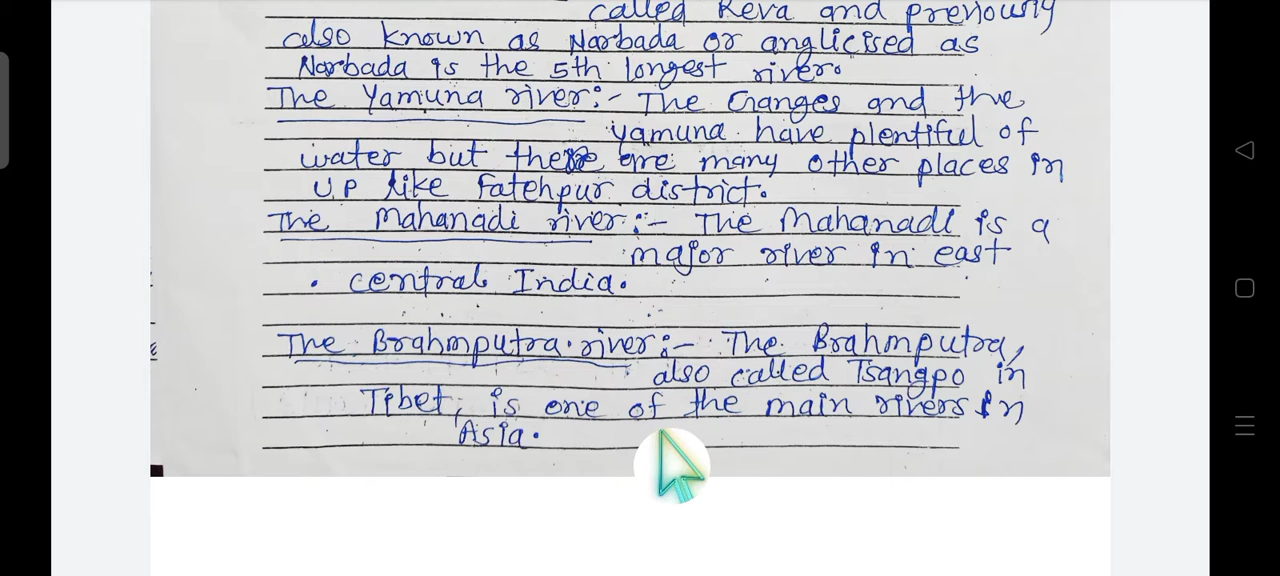 called Reva and previously
also known as Narbada or anglicised as
Narbada is the 5th longest river.
The Yamuna river:- The Ganges and the
yamuna have plentiful of
water but there are many other places in
U.P like Fatehpur district.
The Mahanadi river:- The Mahanadi is a
major river in east
central India.
The Brahmputra river:- The Brahmputra,
also called Tsangpo in
Tibet, is one of the main rivers in
Asia.